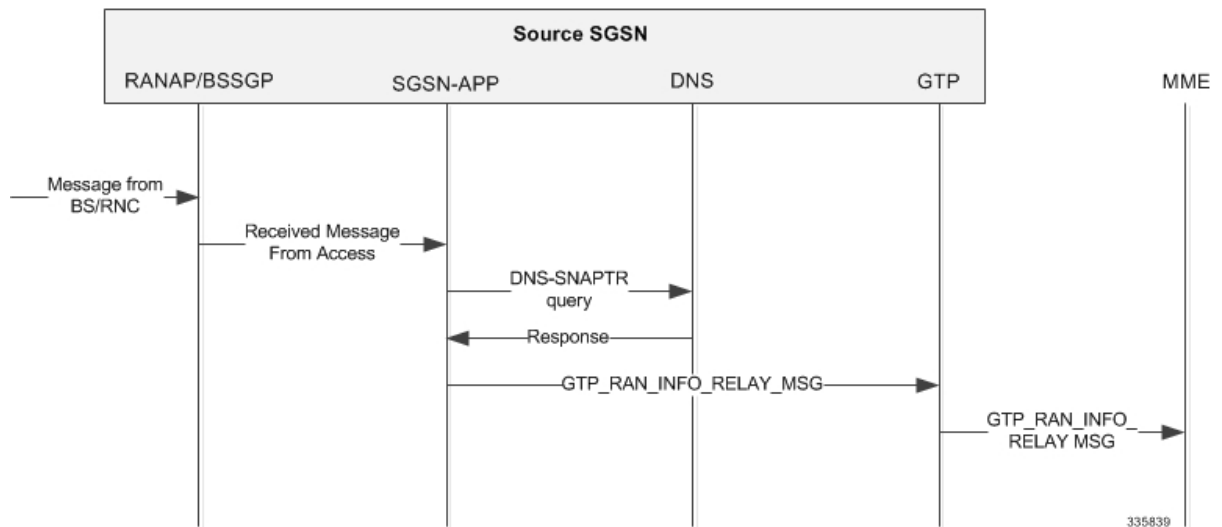 Source SGSN
RANAP/BSSGP
SGSN-APP
DNS
GTP
MME
Message from
BS/RNC
Received Message
From Access
DNS-SNAPTR
query
Response
GTP_RAN_INFO_RELAY_MSG
GTP_RAN_INFO_
RELAY MSG
335839